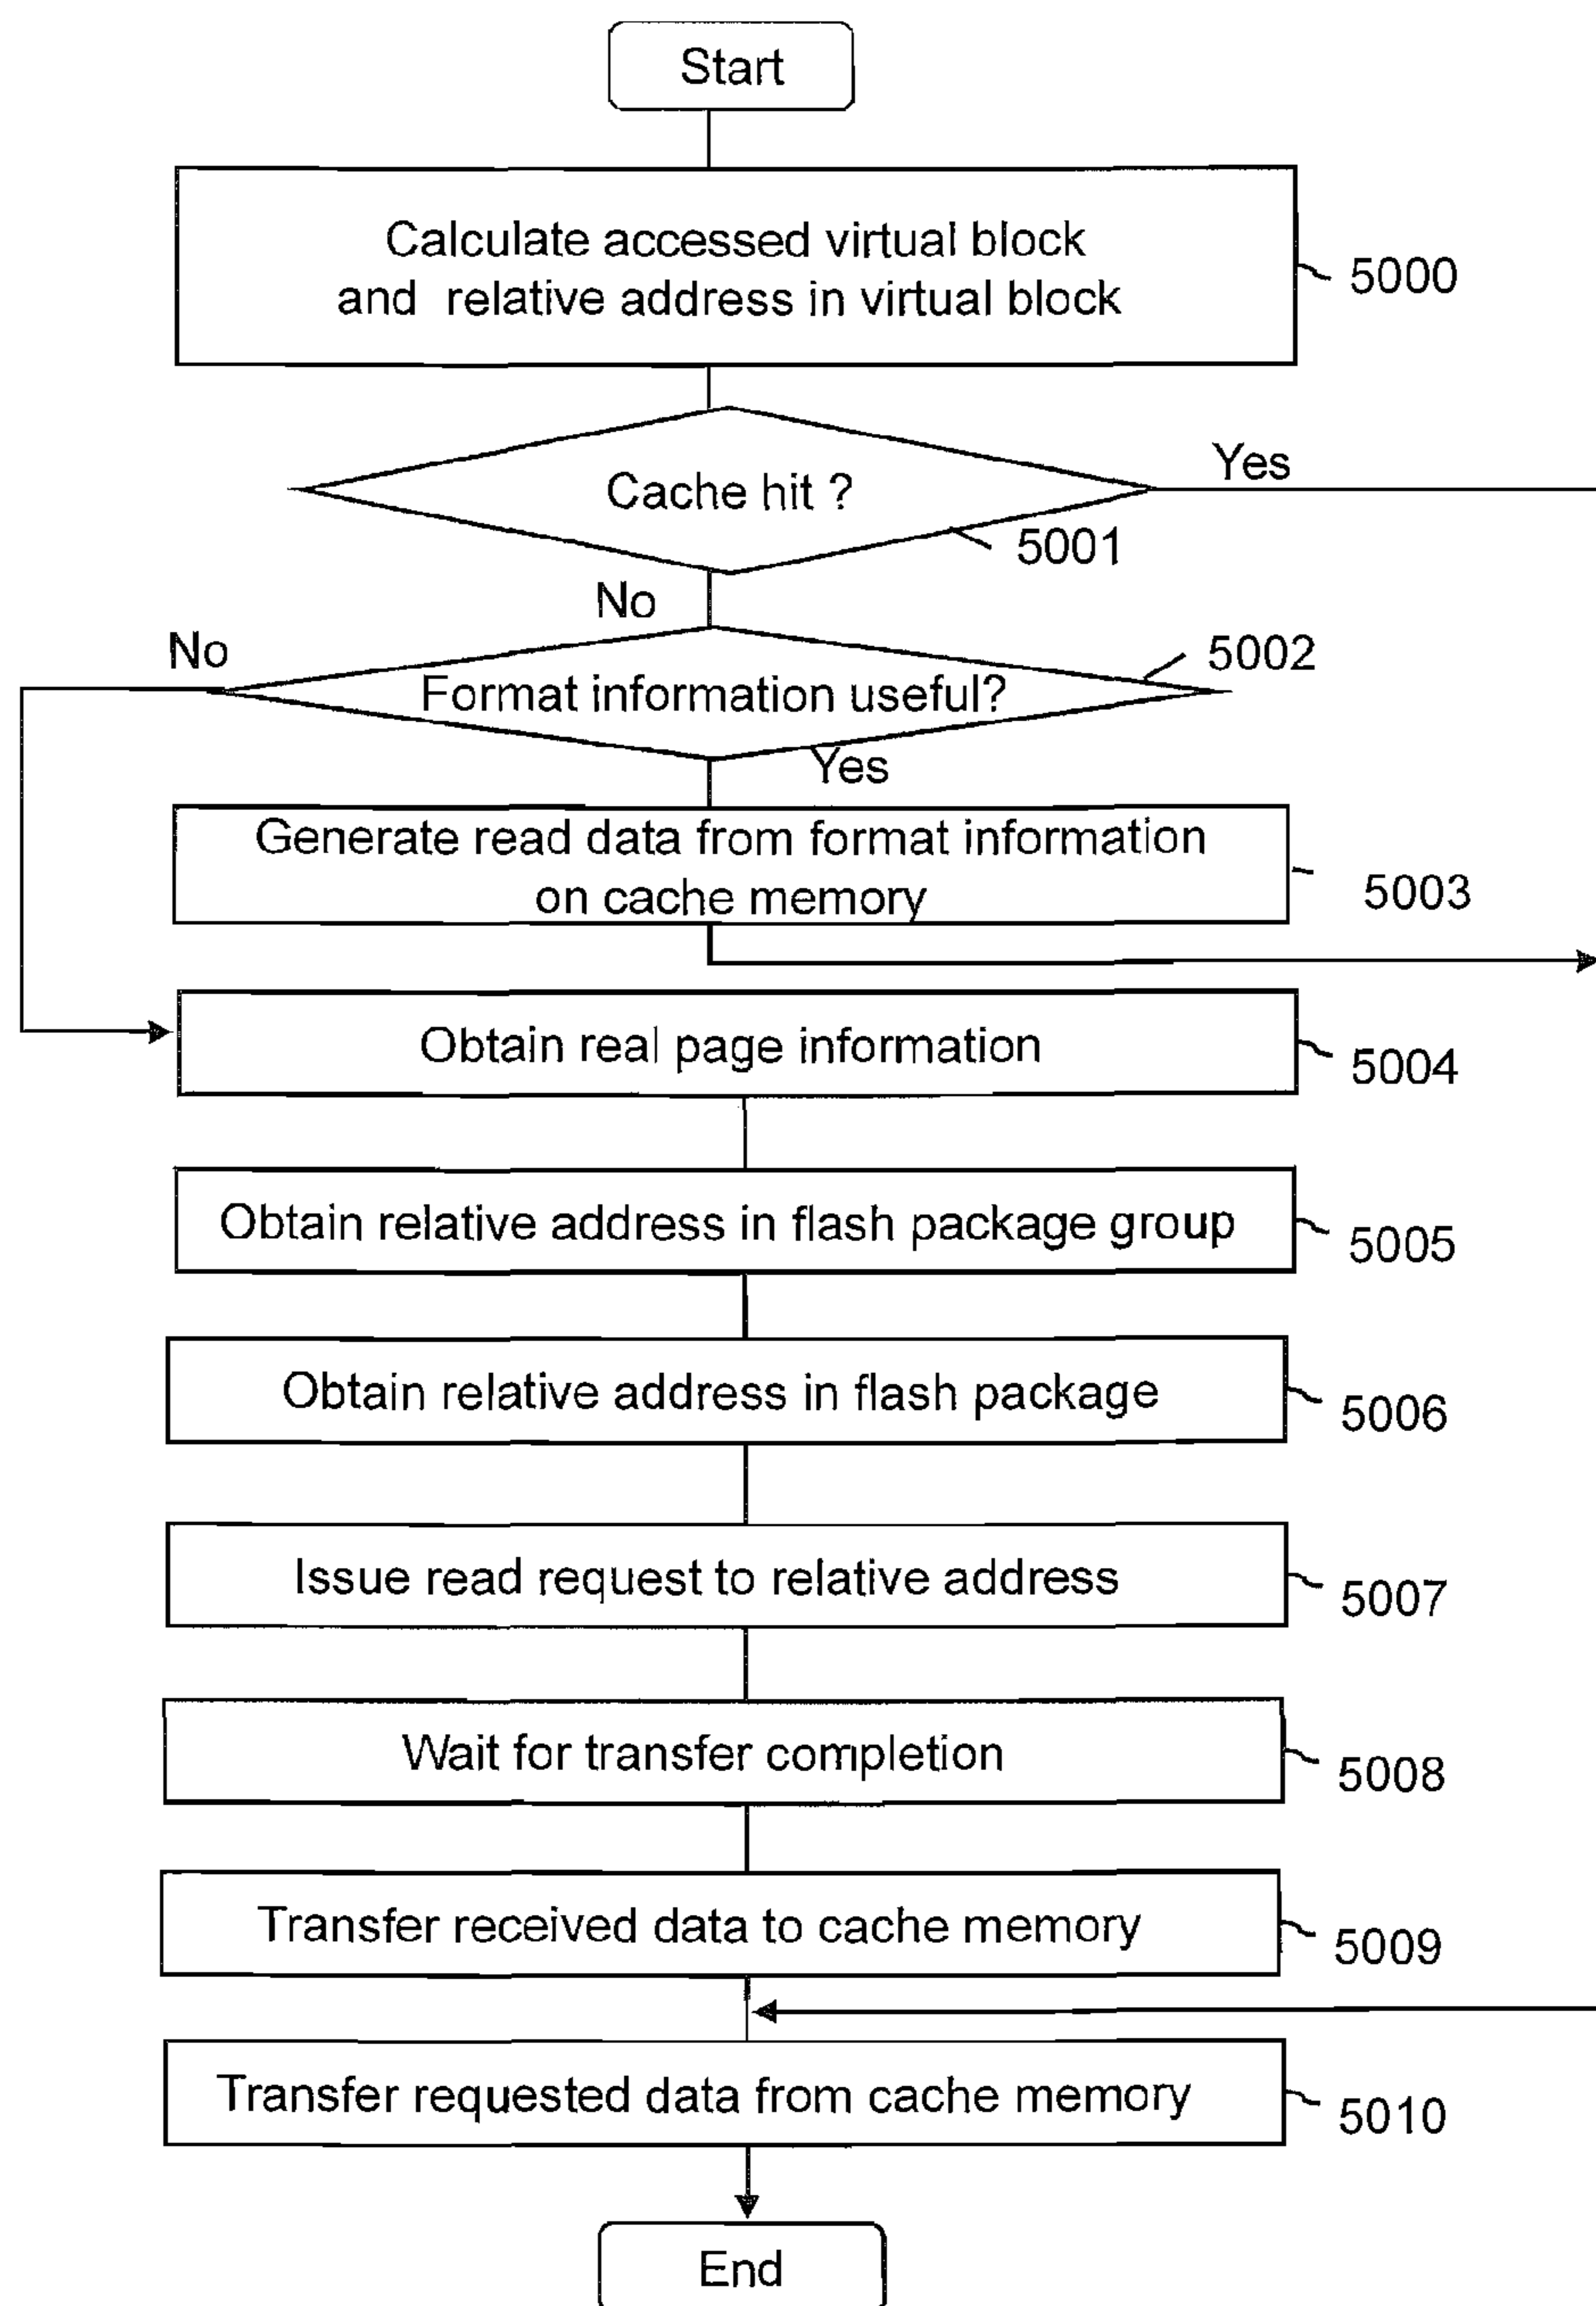 Start
Calculate accessed virtual block
and relative address in virtual block
5000
Cache hit ?
Yes
5001
No
No
Format information useful?
5002
Yes
Generate read data from format information
on cache memory
5003
Obtain real page information
5004
Obtain relative address in flash package group
5005
Obtain relative address in flash package
5006
Issue read request to relative address
5007
Wait for transfer completion
5008
Transfer received data to cache memory
5009
Transfer requested data from cache memory
5010
End